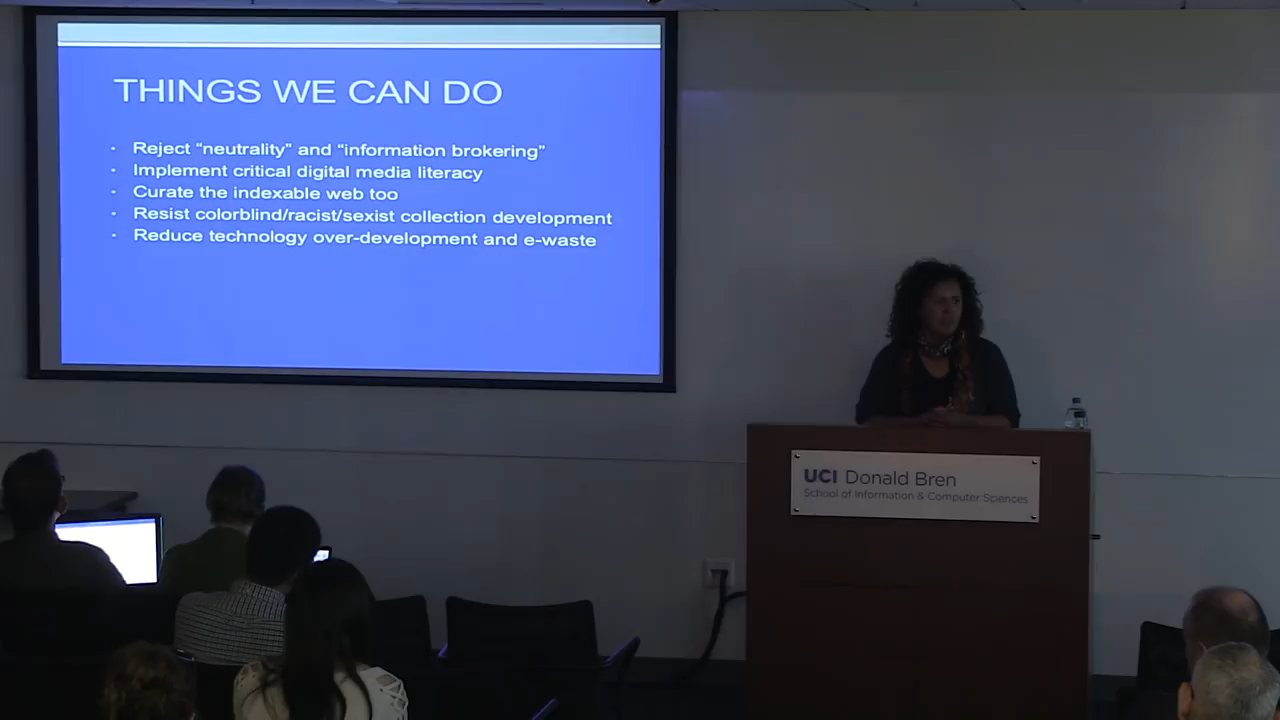 THINGS WE CAN DO
· Reject “neutrality” and “information brokering”
· Implement critical digital media literacy
· Curate the indexable web too
· Resist colorblind/racist/sexist collection development
· Reduce technology over-development and e-waste
UCI Donald Bren
School of Information & Computer Sciences